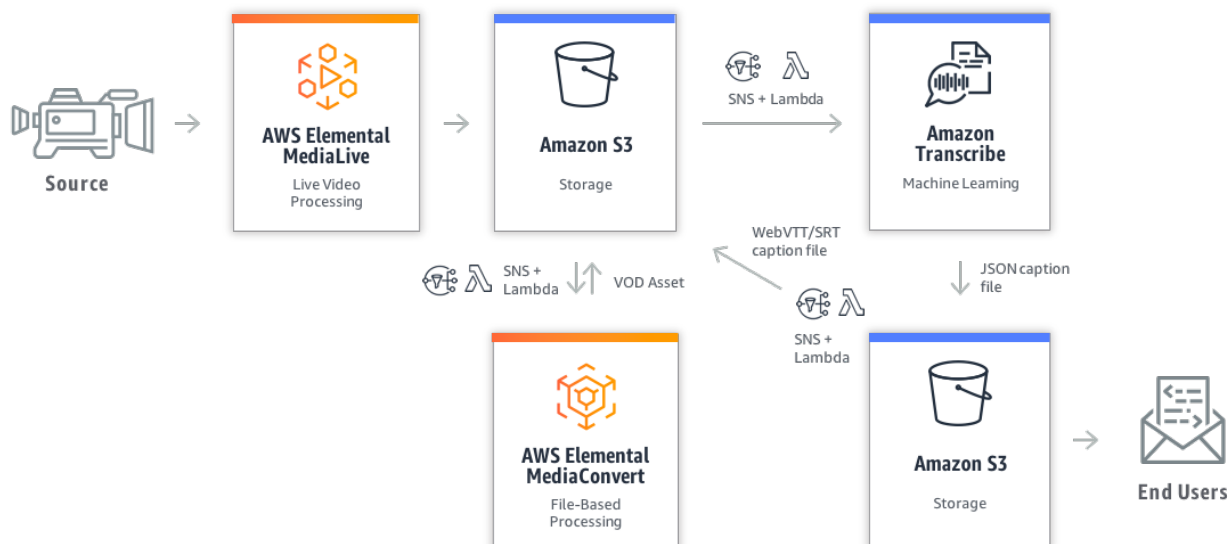 Source
AWS Elemental
MediaLive
Live Video
Processing
Amazon S3
Storage
SNS + Lambda
Amazon
Transcribe
Machine Learning
SNS +
Lambda
VOD Asset
WebVTT/SRT
caption file
SNS +
Lambda
JSON caption
file
AWS Elemental
MediaConvert
File-Based
Processing
Amazon S3
Storage
End Users